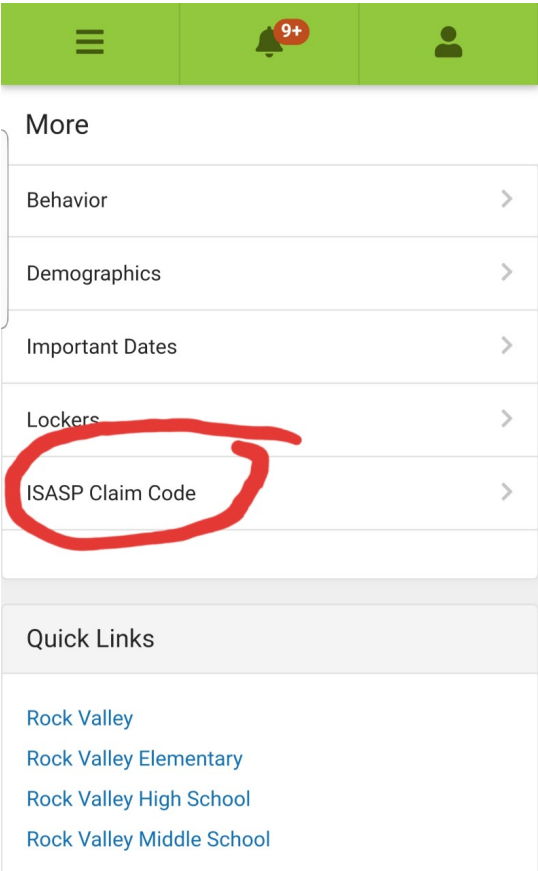 9+
More
Behavior
Demographics
Important Dates
Lockers
ISASP Claim Code
Quick Links
Rock Valley
Rock Valley Elementary
Rock Valley High School
Rock Valley Middle School